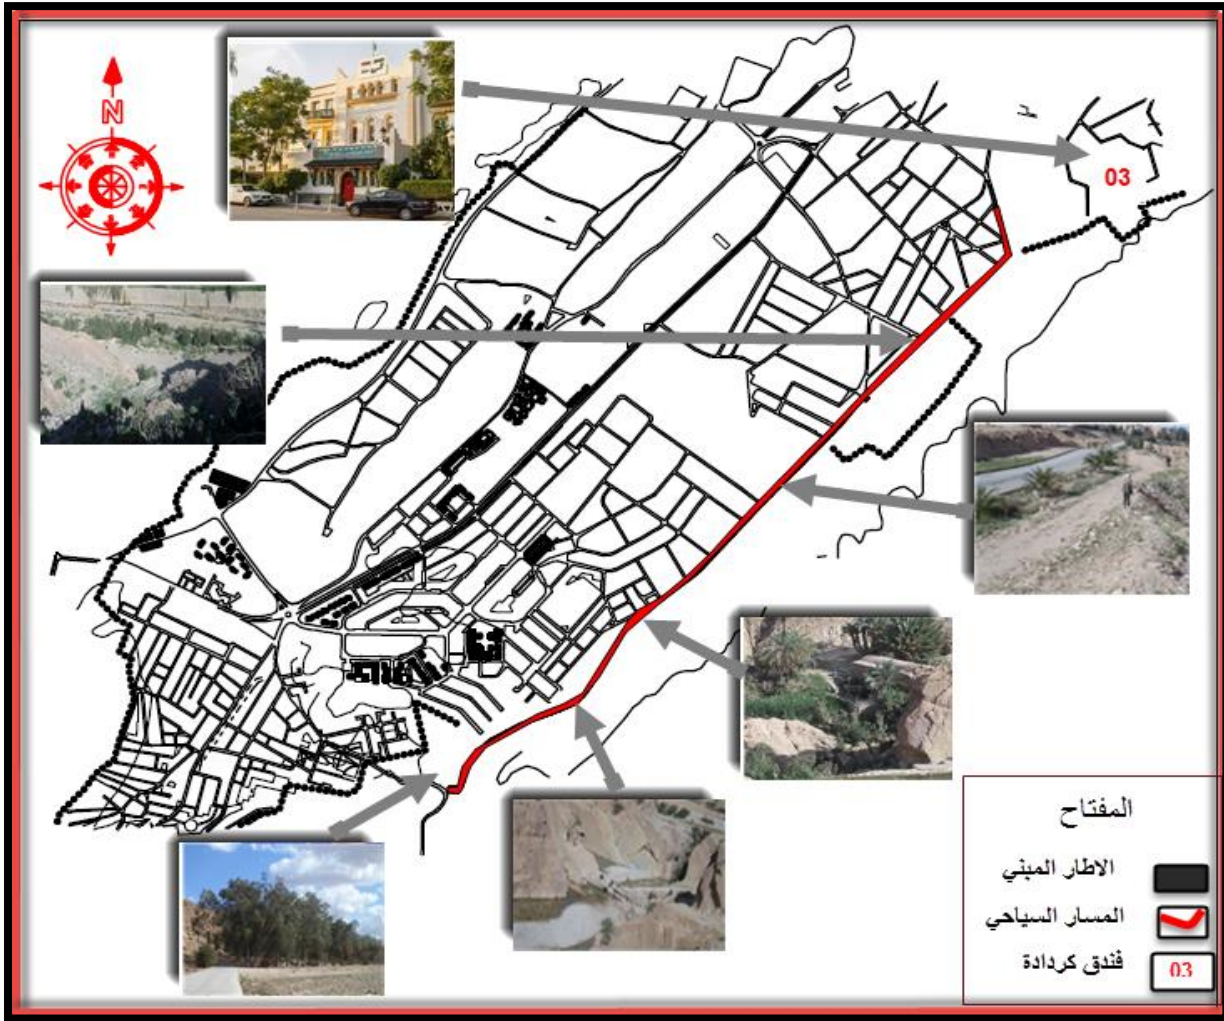 N
03
المفتاح
الاطار المبني
المسار السياحي
فندق كردادة
03